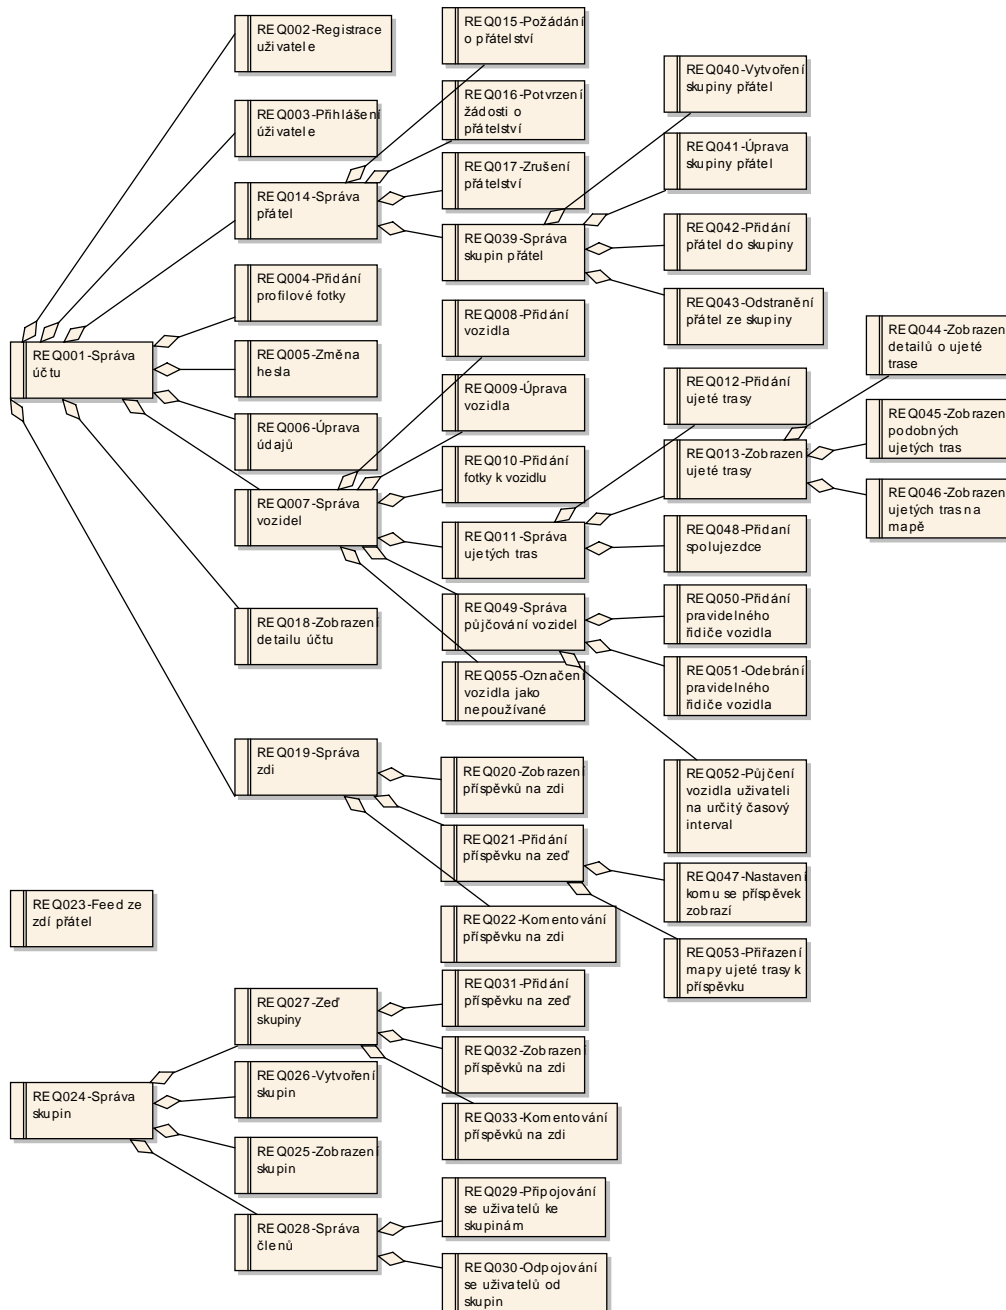 REQ002-Registrace
uživatele
REQ003-Přihlášení
úživatele
REQ014-Správa
přátel
REQ004-Přidání
profilové fotky
REQ001-Správa
účtu
REQ005-Změna
hesla
REQ006-Úprava
údajů
REQ007-Správa
vozidel
REQ018-Zobrazení
detailu účtu
REQ019-Správa
zdi
REQ015-Požádání
o přátelství
REQ016-Potvrzení
žádosti o
přátelství
REQ017-Zrušení
přátelství
REQ039-Správa
skupin přátel
REQ040-Vytvoření
skupiny přátel
REQ041-Úprava
skupiny přátel
REQ042-Přidání
přátel do skupiny
REQ043-Odstranění
přátel ze skupiny
REQ008-Přidání
vozidla
REQ009-Úprava
vozidla
REQ010-Přidání
fotky k vozidlu
REQ011-Správa
ujetých tras
REQ049-Správa
půjčování vozidel
REQ055-Označení
vozidla jako
nepoužívané
REQ012-Přidání
ujeté trasy
REQ013-Zobrazen
ujeté trasy
REQ048-Přidaní
spolujezdce
REQ050-Přidání
pravidelného
řidiče vozidla
REQ051-Odebrání
pravidelného
řidiče vozidla
REQ052-Půjčení
vozidla uživateli
na určitý časový
interval
REQ044-Zobrazen
detailů o ujeté
trase
REQ045-Zobrazen
podobných
ujetých tras
REQ046-Zobrazen
ujetých tras na
mapě
REQ020-Zobrazení
příspěvků na zdi
REQ021-Přidání
příspěvku na zeď
REQ022-Komentování
příspěvku na zdi
REQ047-Nastavení
komu se příspěvek
zobrazí
REQ053-Přiřazení
mapy ujeté trasy k
příspěvku
REQ023-Feed ze
zdí přátel
REQ024-Správa
skupin
REQ027-Zeď
skupiny
REQ026-Vytvoření
skupin
REQ025-Zobrazení
skupin
REQ028-Správa
členů
REQ031-Přidání
příspěvku na zeď
REQ032-Zobrazení
příspěvků na zdi
REQ033-Komentování
příspěvků na zdi
REQ029-Připojování
se uživatelů ke
skupinám
REQ030-Odpojování
se uživatelů od
skupin